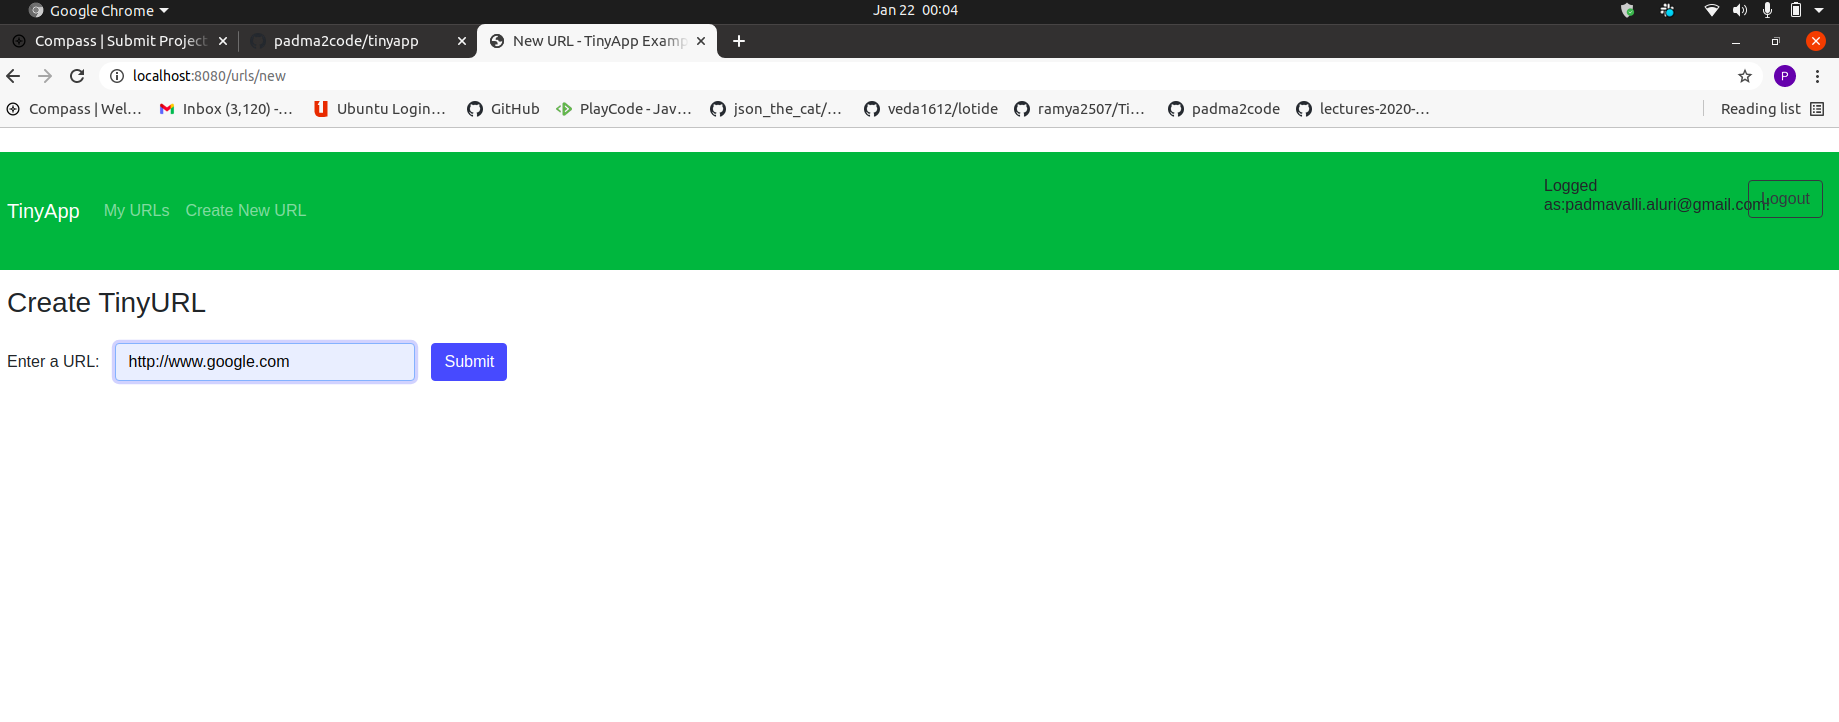 Google Chrome
Jan 22 00:04
Compass | Submit Project
padma2code/tinyapp
New URL - TinyApp Examp
localhost:8080/urls/new
P
Compass | Wel...
Inbox (3,120) -...
Ubuntu Login...
GitHub
PlayCode - Jav...
json_the_cat/...
veda1612/lotide
ramya2507/Ti...
padma2code
lectures-2020-...
Reading list
TinyApp
My URLs
Create New URL
Logged
as:padmavalli.aluri@gmail.com!
Logout
Create TinyURL
Enter a URL:
http://www.google.com
Submit